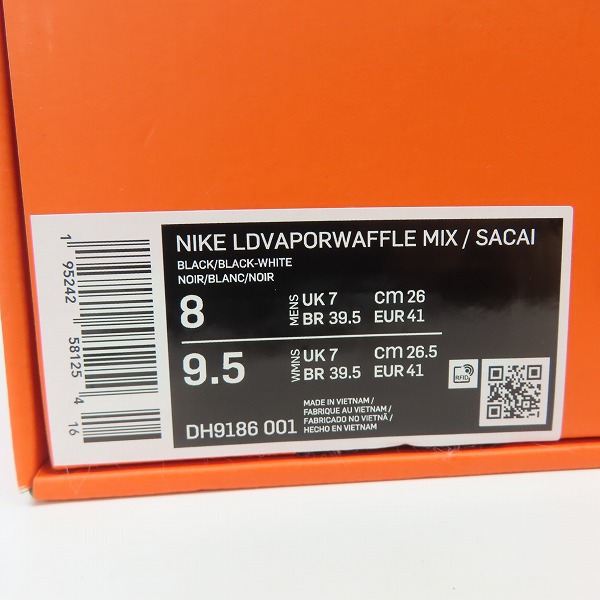 NIKE LDVAPORWAFFLE MIX / SACAI
BLACK/BLACK-WHITE
NOIR/BLANC/NOIR
8 MENS UK 7 cm 26
BR 39.5 EUR 41
9.5 WMNS UK 7 cm 26.5
BR 39.5 EUR 41
RFID
DH9186 001
MADE IN VIETNAM /
FABRIQUE AU VIETNAM /
FABRICADO NO VIETNÃ /
HECHO EN VIETNAM
1 95242 58125 4 16